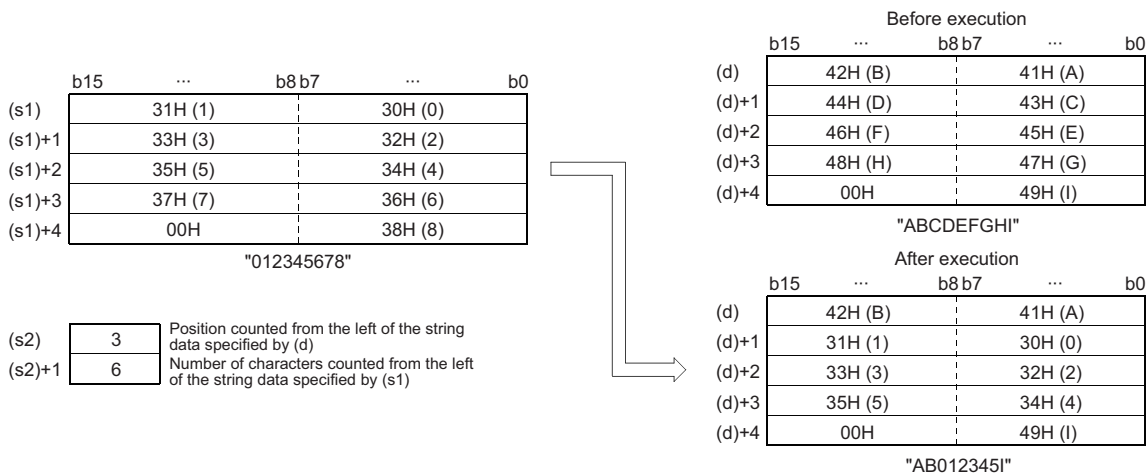 b15 ... b8 b7 ... b0
(s1) 31H (1) 30H (0)
(s1)+1 33H (3) 32H (2)
(s1)+2 35H (5) 34H (4)
(s1)+3 37H (7) 36H (6)
(s1)+4 00H 38H (8)
"012345678"
(s2) 3 Position counted from the left of the string
data specified by (d)
(s2)+1 6 Number of characters counted from the left
of the string data specified by (s1)
Before execution
b15 ... b8 b7 ... b0
(d) 42H (B) 41H (A)
(d)+1 44H (D) 43H (C)
(d)+2 46H (F) 45H (E)
(d)+3 48H (H) 47H (G)
(d)+4 00H 49H (I)
"ABCDEFGHI"
After execution
b15 ... b8 b7 ... b0
(d) 42H (B) 41H (A)
(d)+1 31H (1) 30H (0)
(d)+2 33H (3) 32H (2)
(d)+3 35H (5) 34H (4)
(d)+4 00H 49H (I)
"AB012345I"